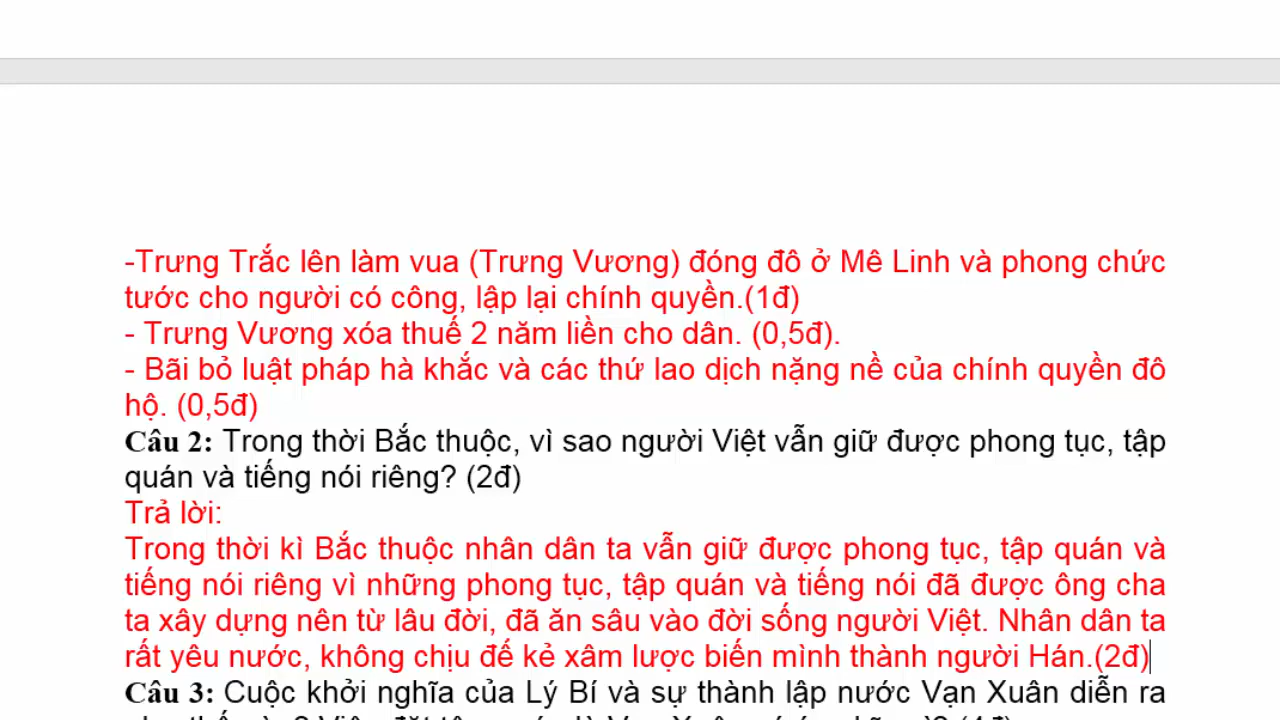 -Trưng Trắc lên làm vua (Trưng Vương) đóng đô ở Mê Linh và phong chức
tước cho người có công, lập lại chính quyền.(1đ)
- Trưng Vương xóa thuế 2 năm liền cho dân. (0,5đ).
- Bãi bỏ luật pháp hà khắc và các thứ lao dịch nặng nề của chính quyền đô
hộ. (0,5đ)
Câu 2: Trong thời Bắc thuộc, vì sao người Việt vẫn giữ được phong tục, tập
quán và tiếng nói riêng? (2đ)
Trả lời:
Trong thời kì Bắc thuộc nhân dân ta vẫn giữ được phong tục, tập quán và
tiếng nói riêng vì những phong tục, tập quán và tiếng nói đã được ông cha
ta xây dựng nên từ lâu đời, đã ăn sâu vào đời sống người Việt. Nhân dân ta
rất yêu nước, không chịu để kẻ xâm lược biến mình thành người Hán.(2đ)
Câu 3: Cuộc khởi nghĩa của Lý Bí và sự thành lập nước Vạn Xuân diễn ra